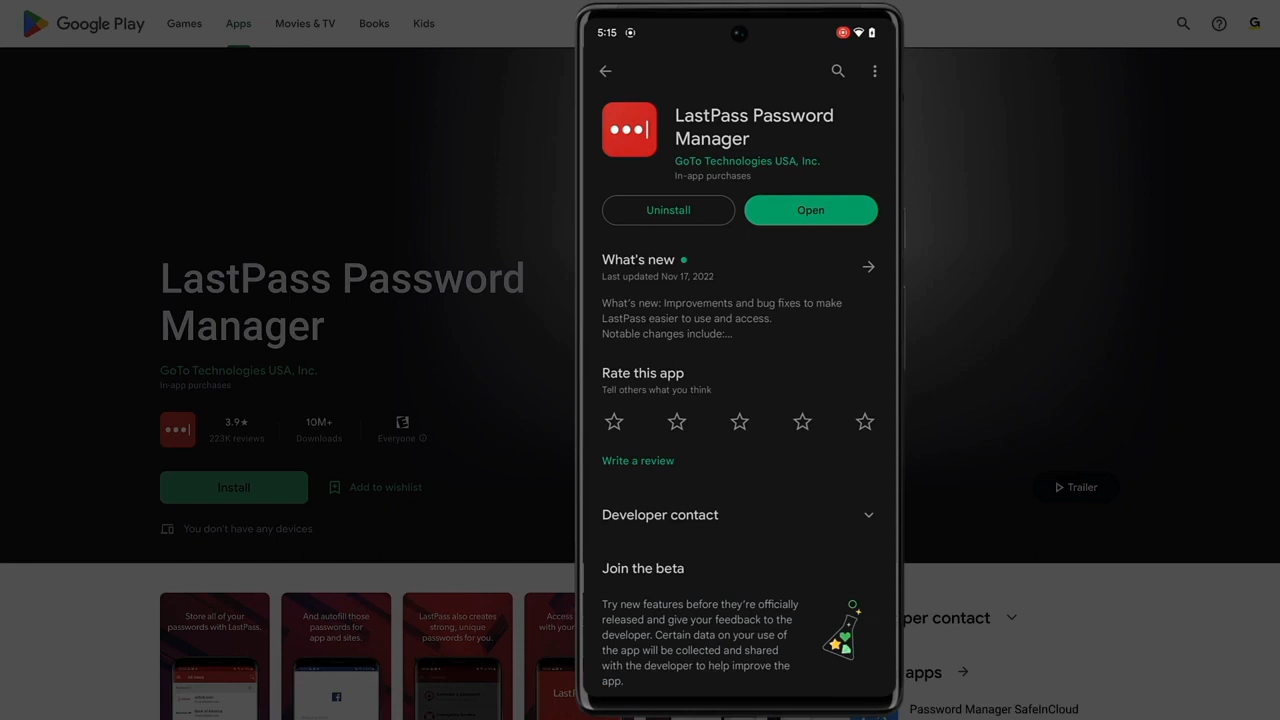 Google Play
Games
Apps
Movies & TV
Books
Kids
G
LastPass Password
Manager
GoTo Technologies USA, Inc.
In-app purchases
3.9★
223K reviews
10M+
Downloads
E
Everyone
Install
Add to wishlist
You don't have any devices
Trailer
Store all of your
passwords with LastPass.
And autofill those
passwords for
app and sites.
LastPass also creates
strong, unique
passwords for you.
Access
with your
LastP
per contact
apps
Password Manager SafeInCloud
5:15
LastPass Password
Manager
GoTo Technologies USA, Inc.
In-app purchases
Uninstall
Open
What's new
Last updated Nov 17, 2022
What's new: Improvements and bug fixes to make
LastPass easier to use and access.
Notable changes include:...
Rate this app
Tell others what you think
Write a review
Developer contact
Join the beta
Try new features before they're officially
released and give your feedback to the
developer. Certain data on your use of
the app will be collected and shared
with the developer to help improve the
app.